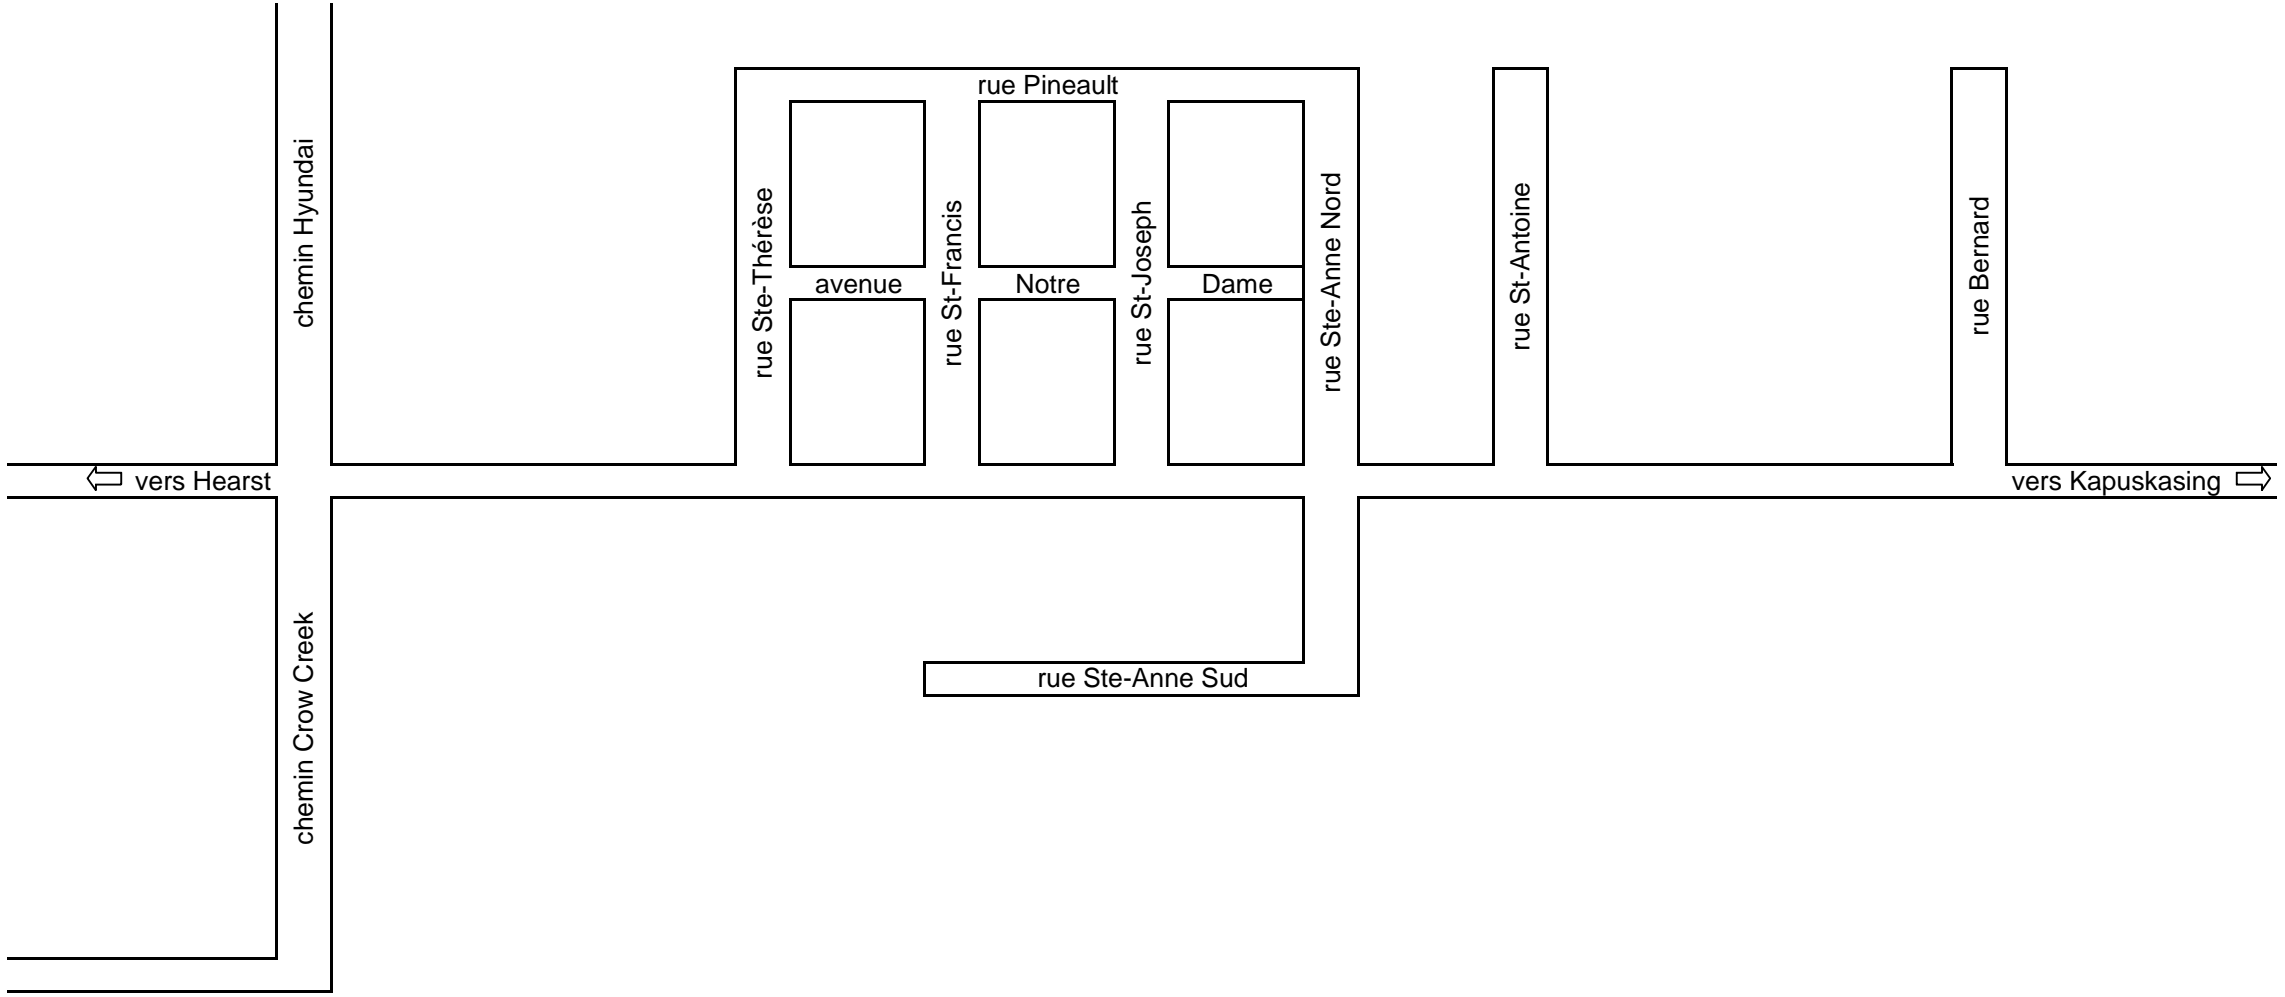 rue Pineault
chemin Hyundai
rue Ste-Thérèse
rue St-Francis
rue St-Joseph
rue Ste-Anne Nord
rue St-Antoine
rue Bernard
avenue Notre Dame
vers Hearst
vers Kapuskasing
chemin Crow Creek
rue Ste-Anne Sud